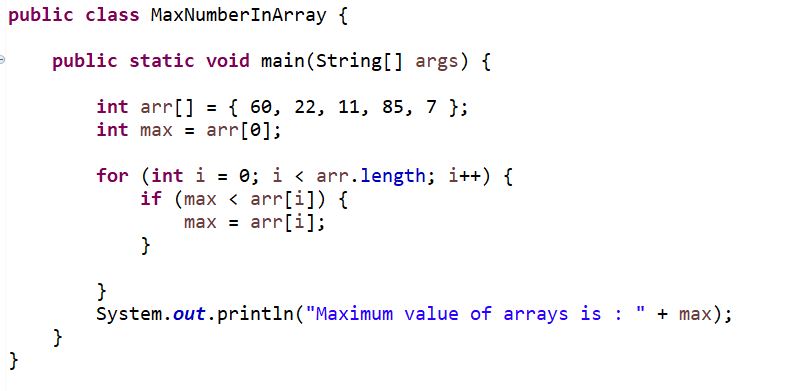 public class MaxNumberInArray {
public static void main(String[] args) {
int arr[] = { 60, 22, 11, 85, 7 };
int max = arr[0];
for (int i = 0; i < arr.length; i++) {
if (max < arr[i]) {
max = arr[i];
}
}
System.out.println("Maximum value of arrays is : " + max);
}
}